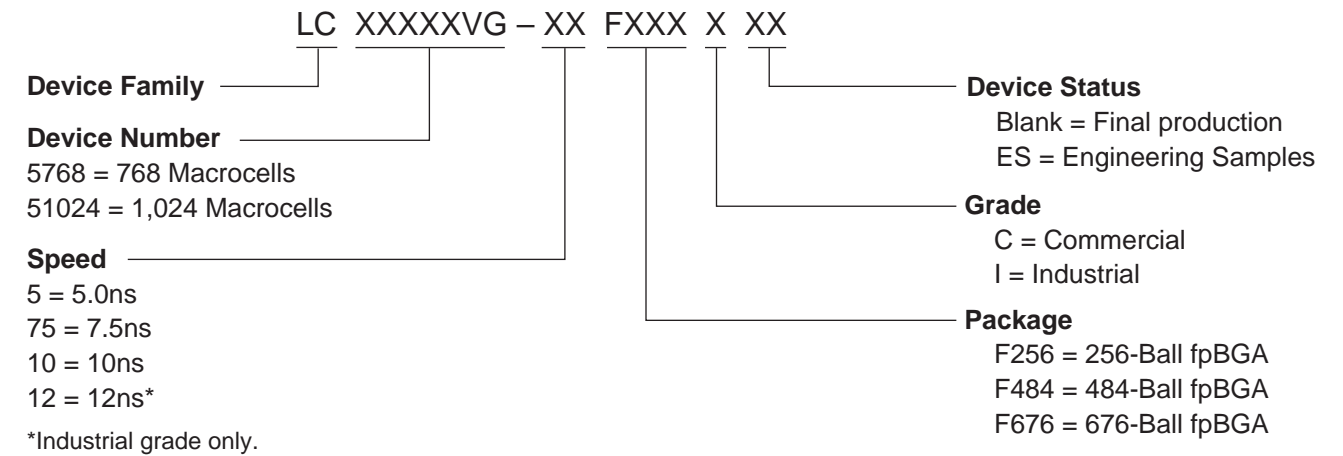 LC XXXXXVG – XX FXXX X XX
Device Family
Device Number
5768 = 768 Macrocells
51024 = 1,024 Macrocells
Speed
5 = 5.0ns
75 = 7.5ns
10 = 10ns
12 = 12ns*
*Industrial grade only.
Device Status
Blank = Final production
ES = Engineering Samples
Grade
C = Commercial
I = Industrial
Package
F256 = 256-Ball fpBGA
F484 = 484-Ball fpBGA
F676 = 676-Ball fpBGA